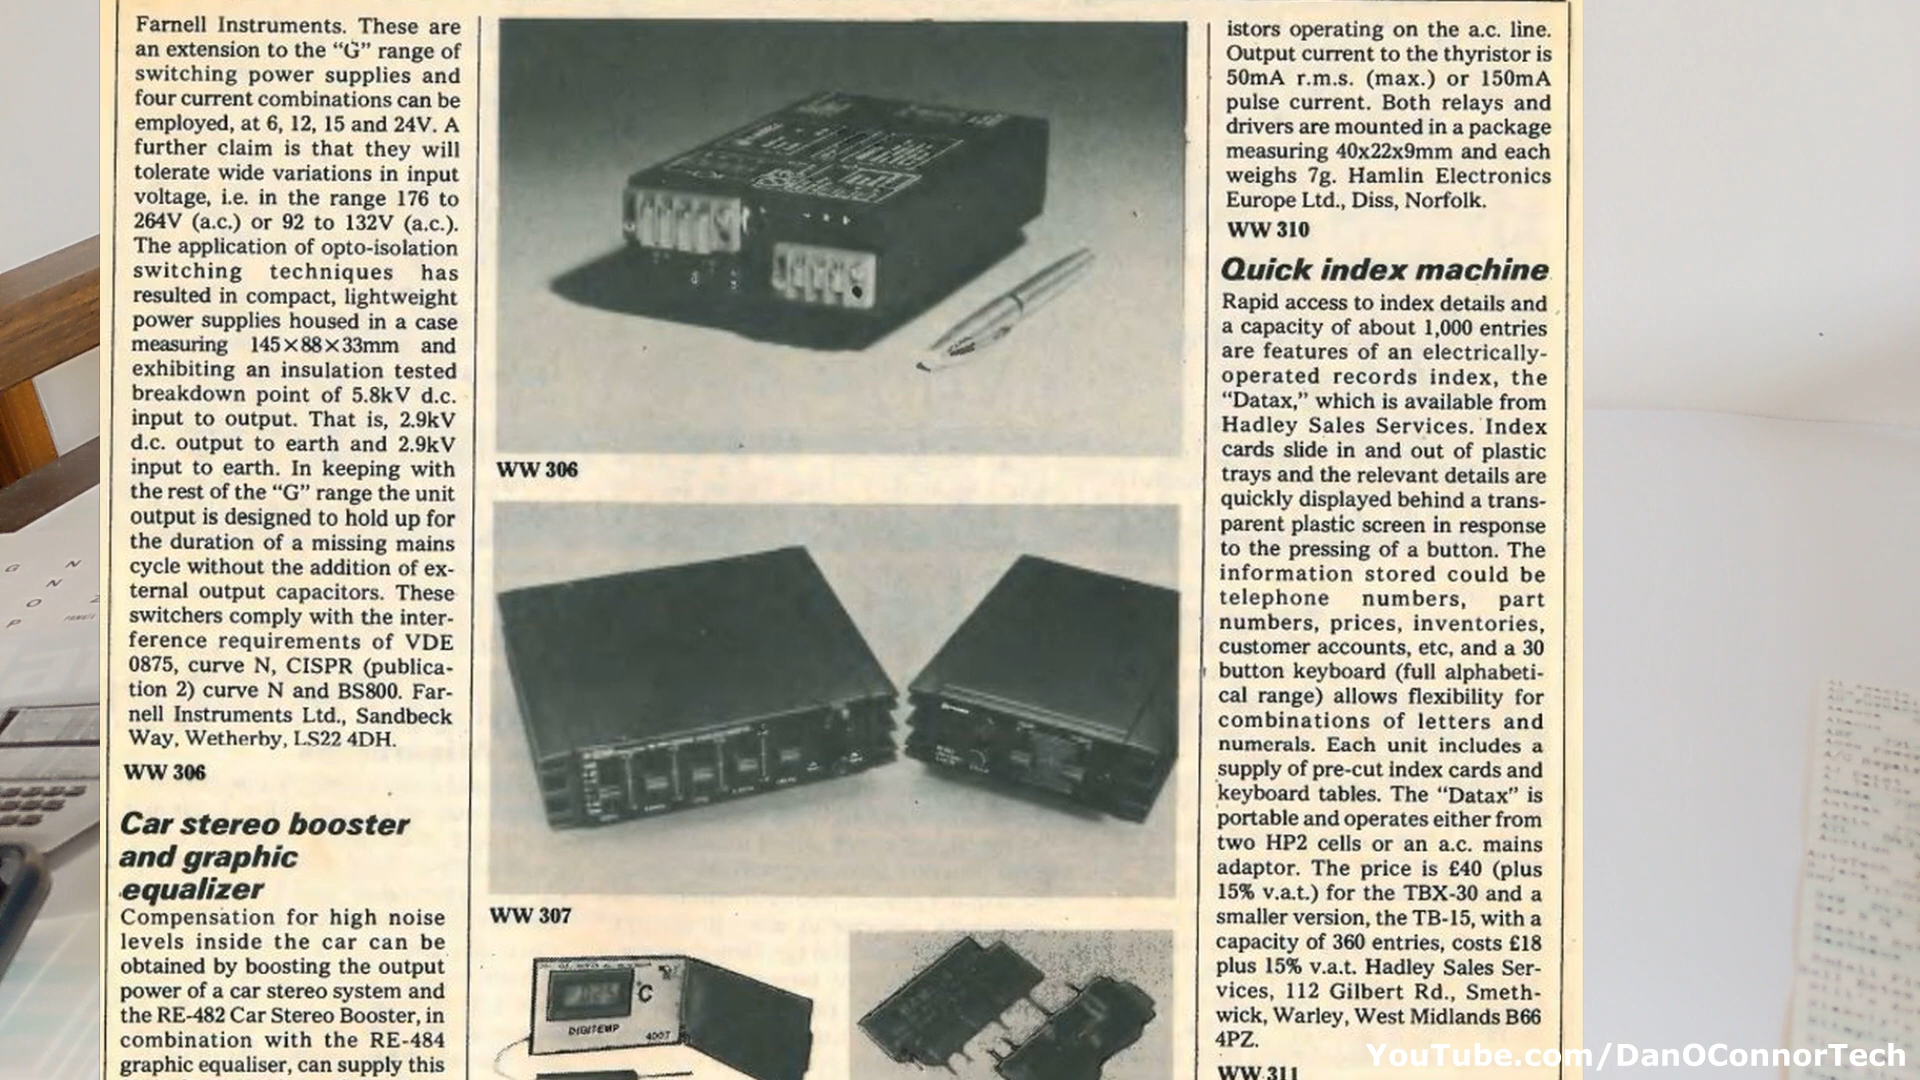 Farnell Instruments. These are
an extension to the “G” range of
switching power supplies and
four current combinations can be
employed, at 6, 12, 15 and 24V. A
further claim is that they will
tolerate wide variations in input
voltage, i.e. in the range 176 to
264V (a.c.) or 92 to 132V (a.c.).
The application of opto-isolation
switching techniques has
resulted in compact, lightweight
power supplies housed in a case
measuring 145×88×33mm and
exhibiting an insulation tested
breakdown point of 5.8kV d.c.
input to output. That is, 2.9kV
d.c. output to earth and 2.9kV
input to earth. In keeping with
the rest of the “G” range the unit
output is designed to hold up for
the duration of a missing mains
cycle without the addition of ex-
ternal output capacitors. These
switchers comply with the inter-
ference requirements of VDE
0875, curve N, CISPR (publica-
tion 2) curve N and BS800. Far-
nell Instruments Ltd., Sandbeck
Way, Wetherby, LS22 4DH.
WW 306
Car stereo booster
and graphic
equalizer
Compensation for high noise
levels inside the car can be
obtained by boosting the output
power of a car stereo system and
the RE-482 Car Stereo Booster, in
combination with the RE-484
graphic equaliser, can supply this
WW 306
WW 307
C
DIGITEMP
4007
istors operating on the a.c. line.
Output current to the thyristor is
50mA r.m.s. (max.) or 150mA
pulse current. Both relays and
drivers are mounted in a package
measuring 40x22x9mm and each
weighs 7g. Hamlin Electronics
Europe Ltd., Diss, Norfolk.
WW 310
Quick index machine
Rapid access to index details and
a capacity of about 1,000 entries
are features of an electrically-
operated records index, the
“Datax,” which is available from
Hadley Sales Services. Index
cards slide in and out of plastic
trays and the relevant details are
quickly displayed behind a trans-
parent plastic screen in response
to the pressing of a button. The
information stored could be
telephone numbers, part
numbers, prices, inventories,
customer accounts, etc, and a 30
button keyboard (full alphabeti-
cal range) allows flexibility for
combinations of letters and
numerals. Each unit includes a
supply of pre-cut index cards and
keyboard tables. The “Datax” is
portable and operates either from
two HP2 cells or an a.c. mains
adaptor. The price is £40 (plus
15% v.a.t.) for the TBX-30 and a
smaller version, the TB-15, with a
capacity of 360 entries, costs £18
plus 15% v.a.t. Hadley Sales Ser-
vices, 112 Gilbert Rd., Smeth-
wick, Warley, West Midlands B66
4PZ.
WW 311
YouTube.com/DanOConnorTech